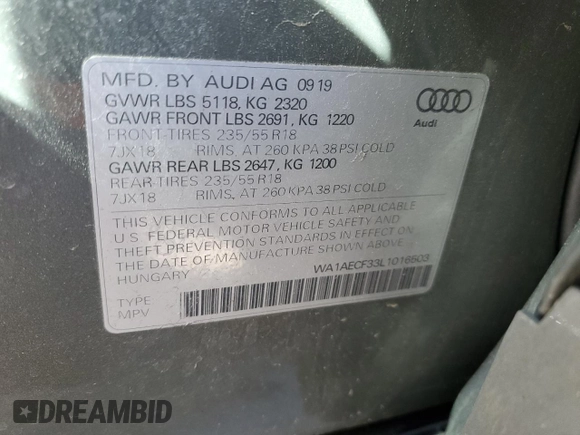 MFD. BY AUDI AG 09 19
GVWR LBS 5118, KG 2320
GAWR FRONT LBS 2691, KG 1220
FRONT-TIRES 235/55 R18
7JX18 RIMS, AT 260 KPA 38 PSI COLD
GAWR REAR LBS 2647, KG 1200
REAR-TIRES 235/55 R18
7JX18 RIMS, AT 260 KPA 38 PSI COLD
Audi
THIS VEHICLE CONFORMS TO ALL APPLICABLE
U.S. FEDERAL MOTOR VEHICLE SAFETY AND
THEFT PREVENTION STANDARDS IN EFFECT ON
THE DATE OF MANUFACTURE SHOWN ABOVE.
HUNGARY WA1AECF33L1016603
TYPE
MPV
DREAMBID